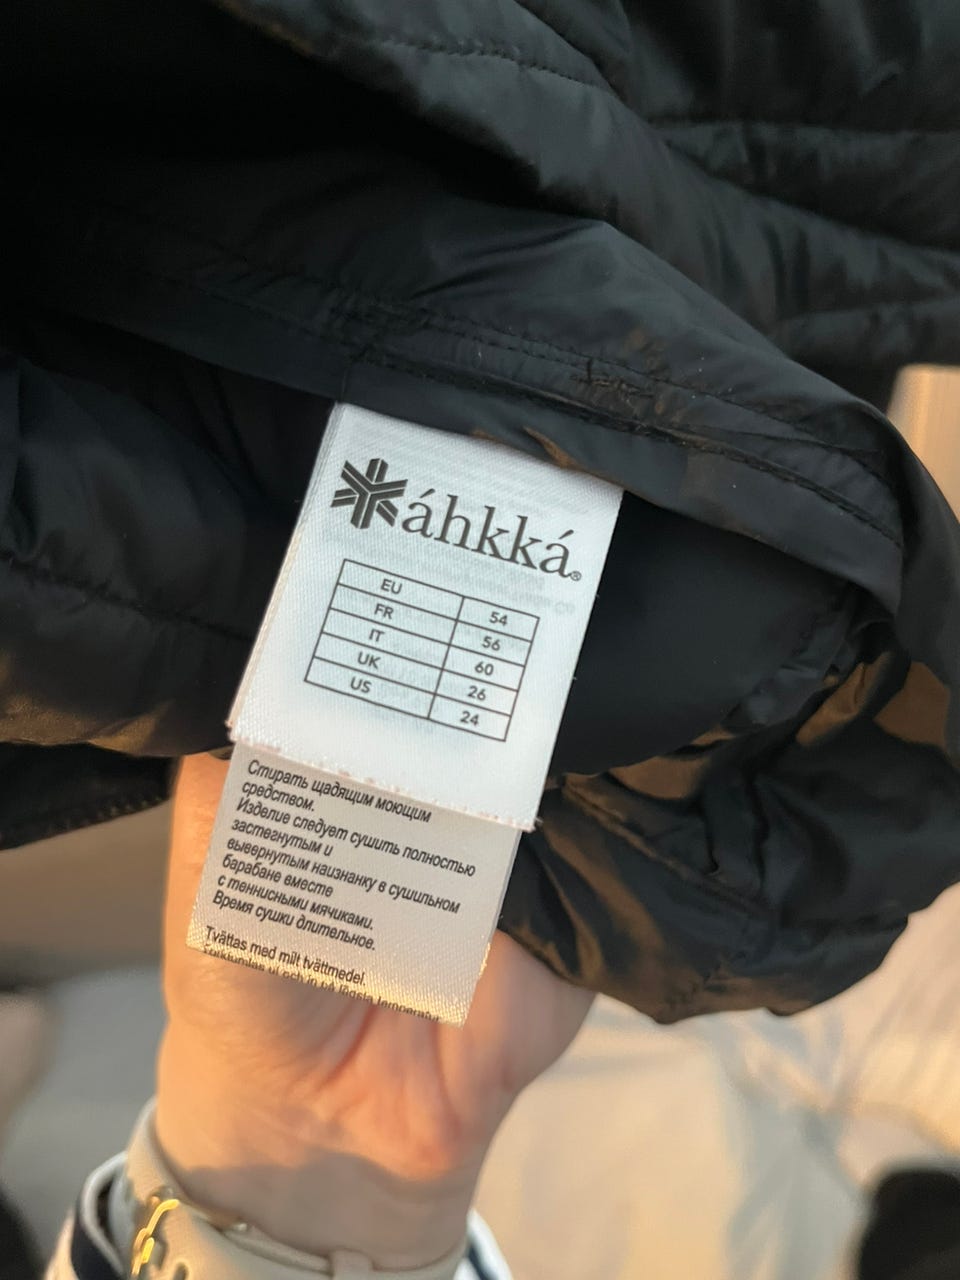 áhkká®
EU 54
FR 56
IT 60
UK 26
US 24
Стирать щадящим моющим
средством.
Изделие следует сушить полностью
застегнутым и
вывернутым наизнанку в сушильном
барабане вместе
с теннисными мячиками.
Время сушки длительное.
Tvättas med milt tvättmedel.